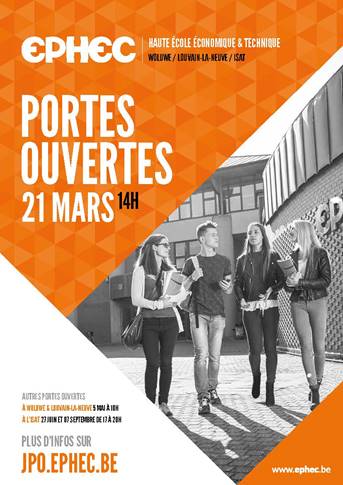 EPHEC
HAUTE ÉCOLE ÉCONOMIQUE & TECHNIQUE
WOLUWE / LOUVAIN-LA-NEUVE / ISAT
PORTES
OUVERTES
21 MARS 14H
EP
AUTRES PORTES OUVERTES
À WOLUWE & LOUVAIN-LA-NEUVE 5 MAI À 10H
À L'ISAT 27 JUIN ET 07 SEPTEMBRE DE 17 À 20H
PLUS D'INFOS SUR
JPO.EPHEC.BE
www.ephec.be